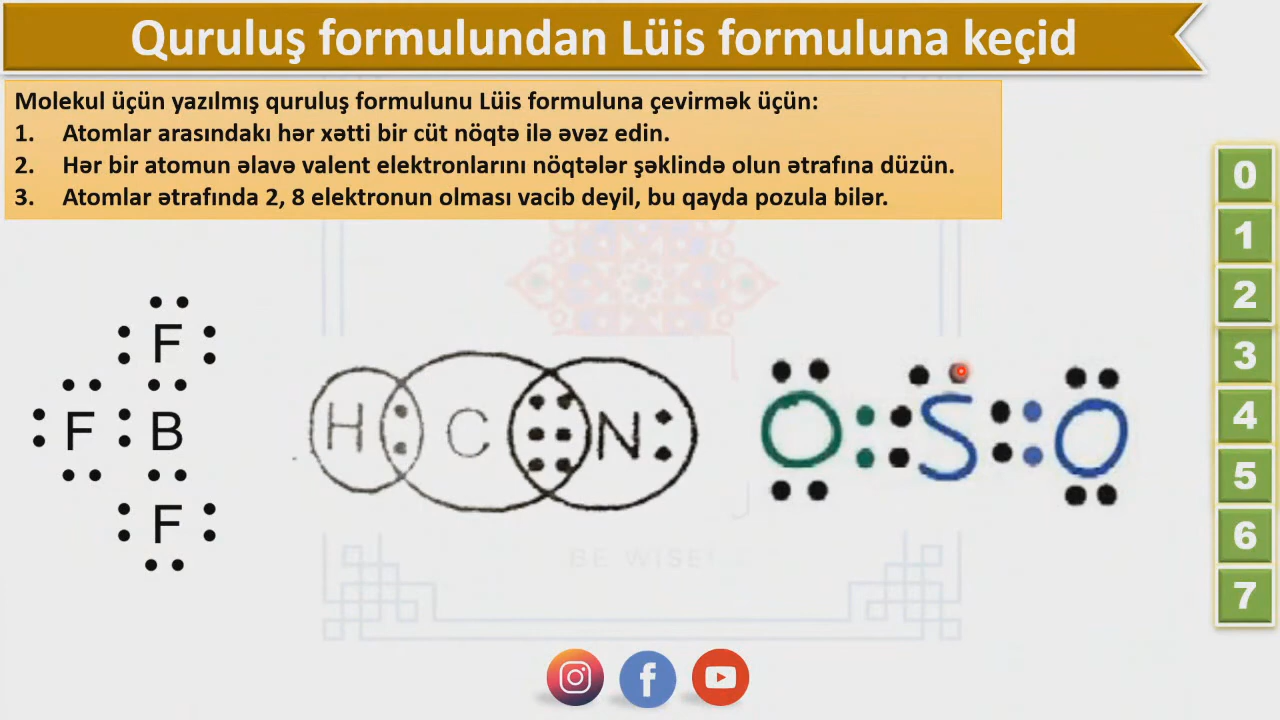 Quruluş formulundan Lüis formuluna keçid
Molekul üçün yazılmış quruluş formulunu Lüis formuluna çevirmək üçün:
1. Atomlar arasındakı hər xətti bir cüt nöqtə ilə əvəz edin.
2. Hər bir atomun əlavə valent elektronlarını nöqtələr şəklində olun ətrafına düzün.
3. Atomlar ətrafında 2, 8 elektronun olması vacib deyil, bu qayda pozula bilər.
0
1
2
3
4
5
6
7
F
F B
F
H C N
O S O
BE WISE